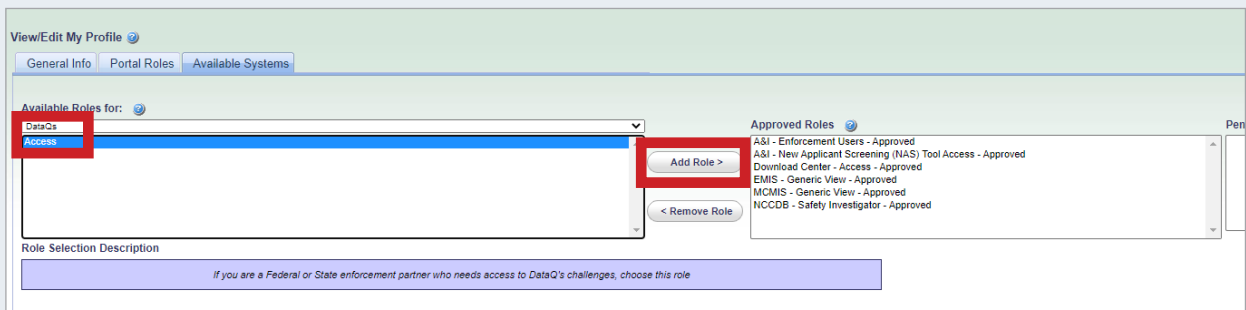 View/Edit My Profile
General Info Portal Roles Available Systems
Available Roles for:
DataQs
Access
Add Role >
< Remove Role
Approved Roles
A&I - Enforcement Users - Approved
A&I - New Applicant Screening (NAS) Tool Access - Approved
Download Center - Access - Approved
EMIS - Generic View - Approved
MCMIS - Generic View - Approved
NCCDB - Safety Investigator - Approved
Pen
Role Selection Description
If you are a Federal or State enforcement partner who needs access to DataQ's challenges, choose this role